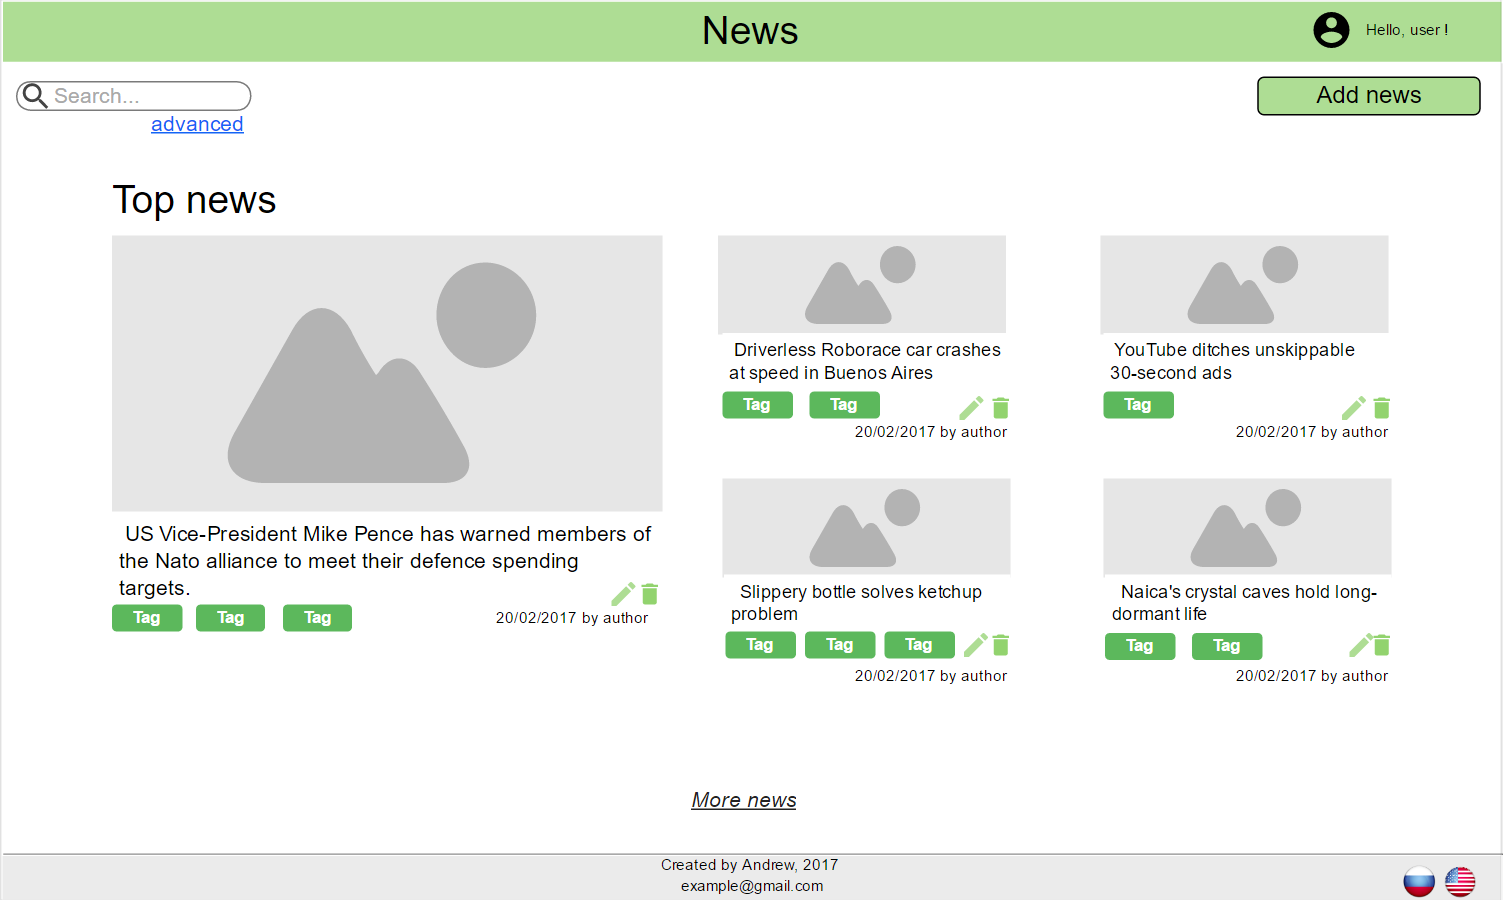 News
Hello, user !
Search...
advanced
Add news
Top news
US Vice-President Mike Pence has warned members of
the Nato alliance to meet their defence spending
targets.
Tag Tag Tag
20/02/2017 by author
Driverless Roborace car crashes
at speed in Buenos Aires
Tag Tag
20/02/2017 by author
YouTube ditches unskippable
30-second ads
Tag
20/02/2017 by author
Slippery bottle solves ketchup
problem
Tag Tag Tag
20/02/2017 by author
Naica's crystal caves hold long-
dormant life
Tag Tag
20/02/2017 by author
More news
Created by Andrew, 2017
example@gmail.com